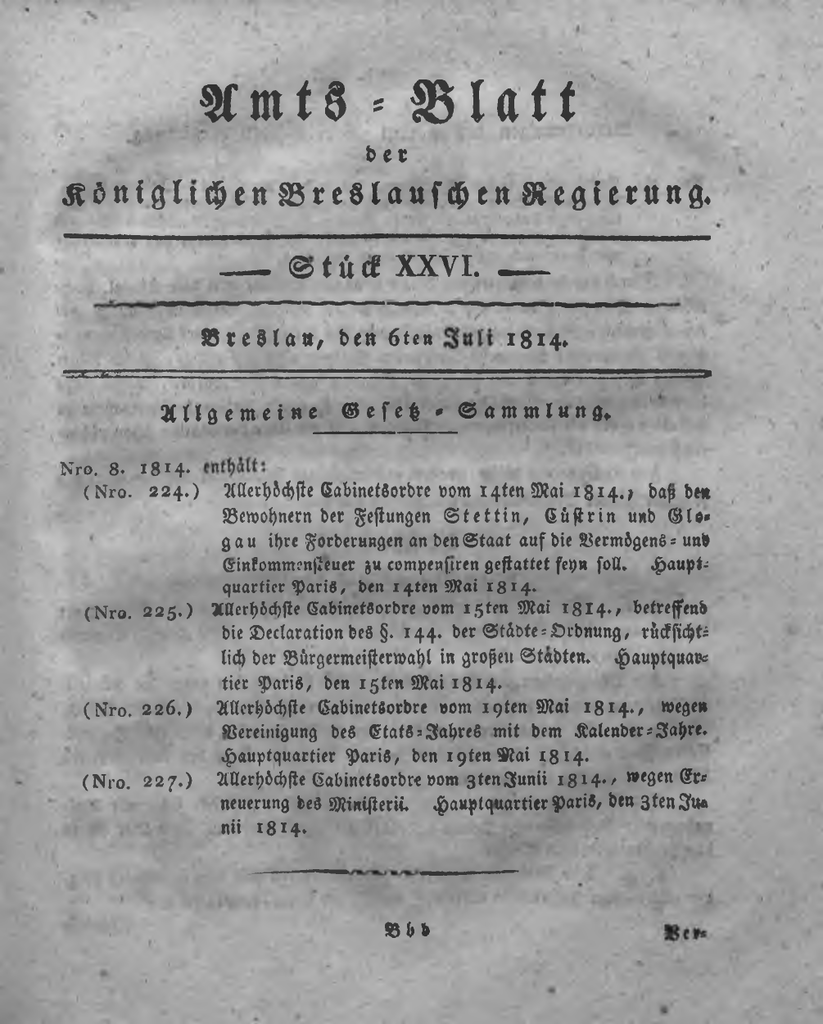 Amts-Blatt
der
Königlichen Breslauschen Regierung.
— Stück XXVI. —
Breslau, den 6ten Juli 1814.
Allgemeine Gesetz-Sammlung.
Nro. 8. 1814. enthält:
(Nro. 224.) Allerhöchste Cabinetsordre vom 14ten Mai 1814., daß den
Bewohnern der Festungen Stettin, Cüstrin und Glo-
gau ihre Forderungen an den Staat auf die Vermögens- und
Einkommensteuer zu compensiren gestattet seyn soll. Haupt-
quartier Paris, den 14ten Mai 1814.
(Nro. 225.) Allerhöchste Cabinetsordre vom 15ten Mai 1814., betreffend
die Declaration des §. 144. der Städte-Ordnung, rücksicht-
lich der Bürgermeisterwahl in großen Städten. Hauptquar-
tier Paris, den 15ten Mai 1814.
(Nro. 226.) Allerhöchste Cabinetsordre vom 19ten Mai 1814., wegen
Vereinigung des Etats-Jahres mit dem Kalender-Jahre.
Hauptquartier Paris, den 19ten Mai 1814.
(Nro. 227.) Allerhöchste Cabinetsordre vom 3ten Junii 1814., wegen Er-
neuerung des Ministerii. Hauptquartier Paris, den 3ten Ju-
nii 1814.
Bbb
Ver-